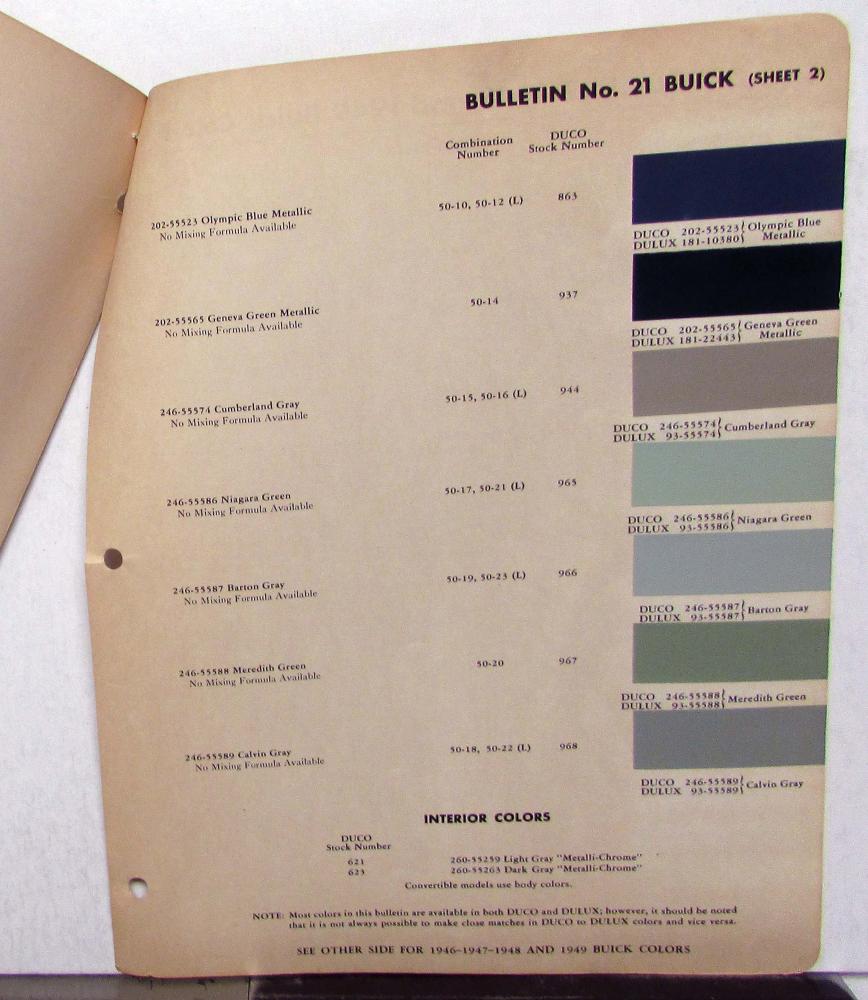 BULLETIN No. 21 BUICK (SHEET 2)
Combination Number
DUCO Stock Number
202-55523 Olympic Blue Metallic 50-10, 50-12 (L) 863
No Mixing Formula Available
DUCO 202-55523} Olympic Blue
DULUX 181-10380} Metallic
202-55565 Geneva Green Metallic 50-14 937
No Mixing Formula Available
DUCO 202-55565} Geneva Green
DULUX 181-22443} Metallic
246-55574 Cumberland Gray 50-15, 50-16 (L) 944
No Mixing Formula Available
DUCO 246-55574} Cumberland Gray
DULUX 93-55574}
246-55586 Niagara Green 50-17, 50-21 (L) 965
No Mixing Formula Available
DUCO 246-55586} Niagara Green
DULUX 93-55586}
246-55587 Barton Gray 50-19, 50-23 (L) 966
No Mixing Formula Available
DUCO 246-55587} Barton Gray
DULUX 93-55587}
246-55588 Meredith Green 50-20 967
No Mixing Formula Available
DUCO 246-55588} Meredith Green
DULUX 93-55588}
246-55589 Calvin Gray 50-18, 50-22 (L) 968
No Mixing Formula Available
DUCO 246-55589} Calvin Gray
DULUX 93-55589}
INTERIOR COLORS
DUCO
Stock Number
621 260-55259 Light Gray "Metalli-Chrome"
623 260-55263 Dark Gray "Metalli-Chrome"
Convertible models use body colors.
NOTE: Most colors in this bulletin are available in both DUCO and DULUX; however, it should be noted
that it is not always possible to make close matches in DUCO to DULUX colors and vice versa.
SEE OTHER SIDE FOR 1946-1947-1948 AND 1949 BUICK COLORS